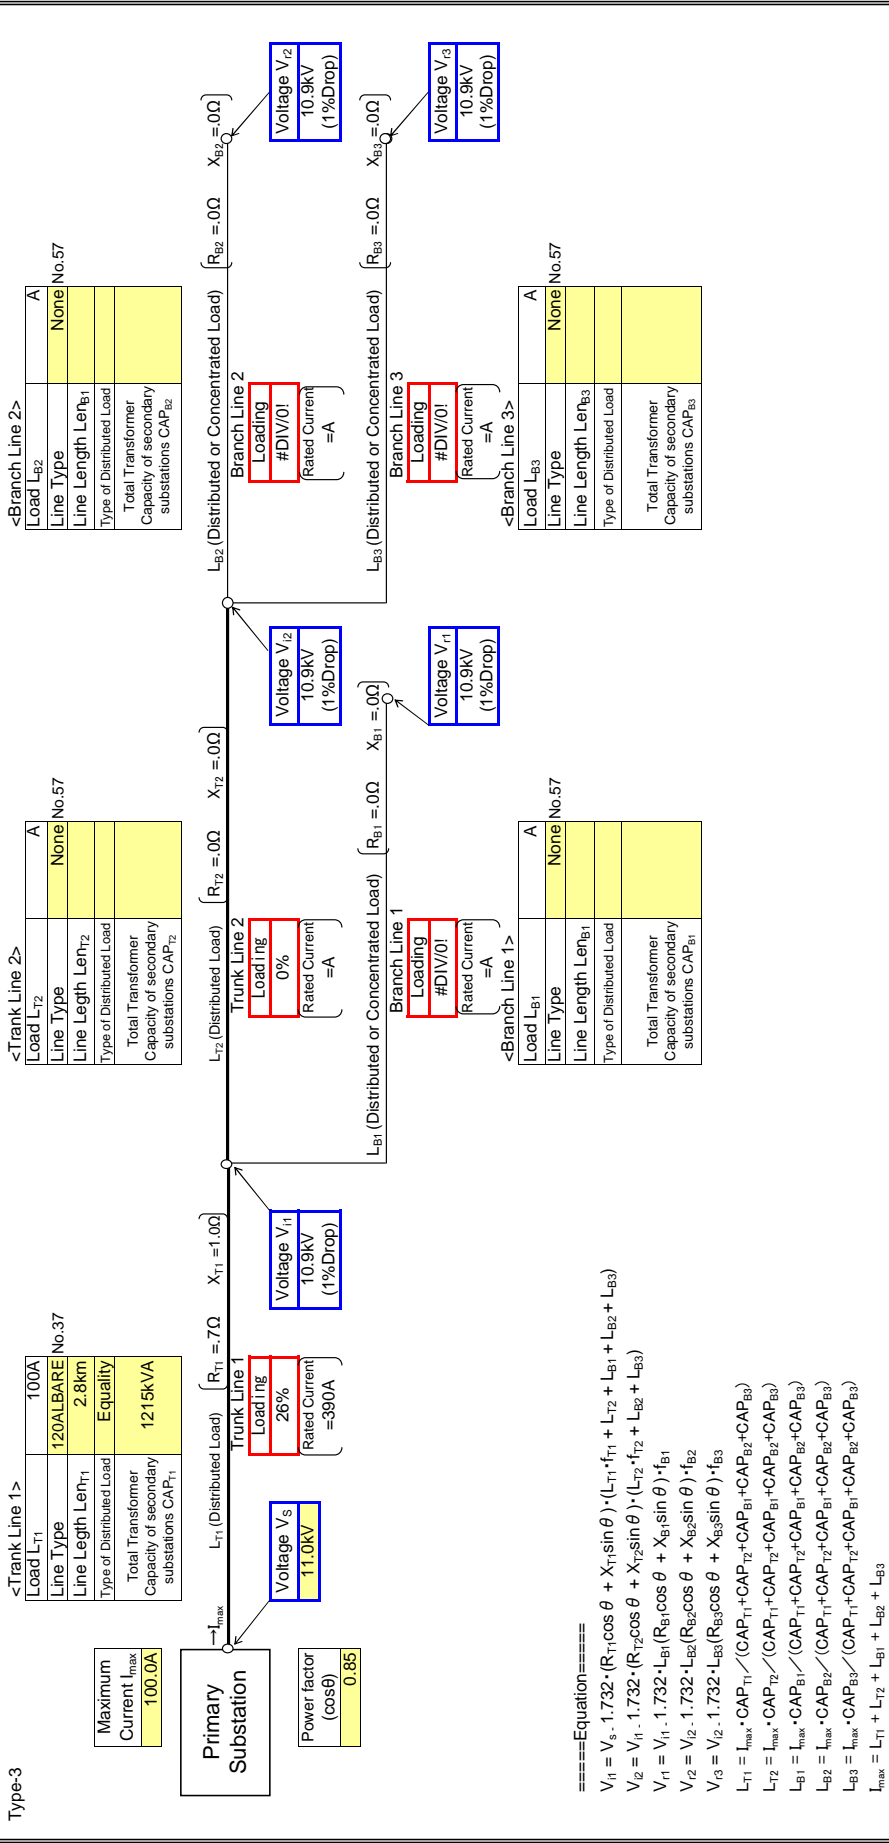 Type-3
<Trank Line 1>
Load LT1 100A
Line Type 120ALBARE No.37
Line Legth LenT1 2.8km
Type of Distributed Load Equality
Total Transformer
Capacity of secondary
substations CAPT1 1215kVA
<Trank Line 2>
Load LT2 A
Line Type None No.57
Line Legth LenT2
Type of Distributed Load
Total Transformer
Capacity of secondary
substations CAPT2
<Branch Line 2>
Load LB2 A
Line Type None No.57
Line Length LenB1
Type of Distributed Load
Total Transformer
Capacity of secondary
substations CAPB2
Maximum
Current Imax
100.0A
Primary
Substation
Power factor
(cosθ)
0.85
→Imax
Voltage VS
11.0kV
LT1 (Distributed Load) RT1 =.7Ω XT1 =1.0Ω
Trunk Line 1
Loading
26%
Rated Current
=390A
Voltage Vi1
10.9kV
(1%Drop)
LT2 (Distributed Load) RT2 =.0Ω XT2 =.0Ω
Trunk Line 2
Loading
0%
Rated Current
=A
Voltage Vi2
10.9kV
(1%Drop)
LB2 (Distributed or Concentrated Load) RB2 =.0Ω XB2 =.0Ω
Branch Line 2
Loading
#DIV/0!
Rated Current
=A
Voltage Vr2
10.9kV
(1%Drop)
LB1 (Distributed or Concentrated Load) RB1 =.0Ω XB1 =.0Ω
Branch Line 1
Loading
#DIV/0!
Rated Current
=A
Voltage Vr1
10.9kV
(1%Drop)
LB3 (Distributed or Concentrated Load) RB3 =.0Ω XB3 =.0Ω
Branch Line 3
Loading
#DIV/0!
Rated Current
=A
Voltage Vr3
10.9kV
(1%Drop)
<Branch Line 1>
Load LB1 A
Line Type None No.57
Line Length LenB1
Type of Distributed Load
Total Transformer
Capacity of secondary
substations CAPB1
<Branch Line 3>
Load LB3 A
Line Type None No.57
Line Length LenB3
Type of Distributed Load
Total Transformer
Capacity of secondary
substations CAPB3
=====Equation=====
Vi1 = Vs - 1.732・(RT1cosθ + XT1sinθ)・(LT1・fT1 + LT2 + LB1 + LB2 + LB3)
Vi2 = Vi1 - 1.732・(RT2cosθ + XT2sinθ)・(LT2・fT2 + LB2 + LB3)
Vr1 = Vi1 - 1.732・LB1(RB1cosθ + XB1sinθ)・fB1
Vr2 = Vi2 - 1.732・LB2(RB2cosθ + XB2sinθ)・fB2
Vr3 = Vi2 - 1.732・LB3(RB3cosθ + XB3sinθ)・fB3
LT1 = Imax・CAPT1／(CAPT1+CAPT2+CAPB1+CAPB2+CAPB3)
LT2 = Imax・CAPT2／(CAPT1+CAPT2+CAPB1+CAPB2+CAPB3)
LB1 = Imax・CAPB1／(CAPT1+CAPT2+CAPB1+CAPB2+CAPB3)
LB2 = Imax・CAPB2／(CAPT1+CAPT2+CAPB1+CAPB2+CAPB3)
LB3 = Imax・CAPB3／(CAPT1+CAPT2+CAPB1+CAPB2+CAPB3)
Imax = LT1 + LT2 + LB1 + LB2 + LB3